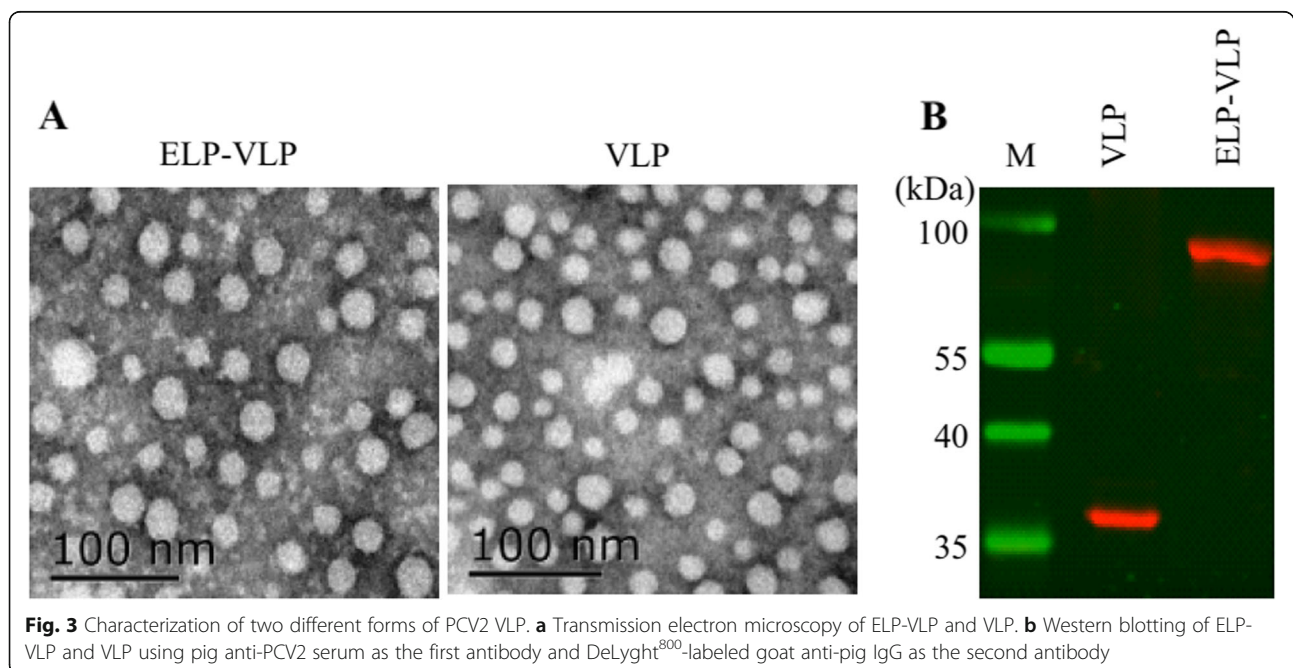 A
ELP-VLP
VLP
100 nm
100 nm
B
M
VLP
ELP-VLP
(kDa)
100
55
40
35
Fig. 3 Characterization of two different forms of PCV2 VLP. a Transmission electron microscopy of ELP-VLP and VLP. b Western blotting of ELP-
VLP and VLP using pig anti-PCV2 serum as the first antibody and DeLyght800-labeled goat anti-pig IgG as the second antibody